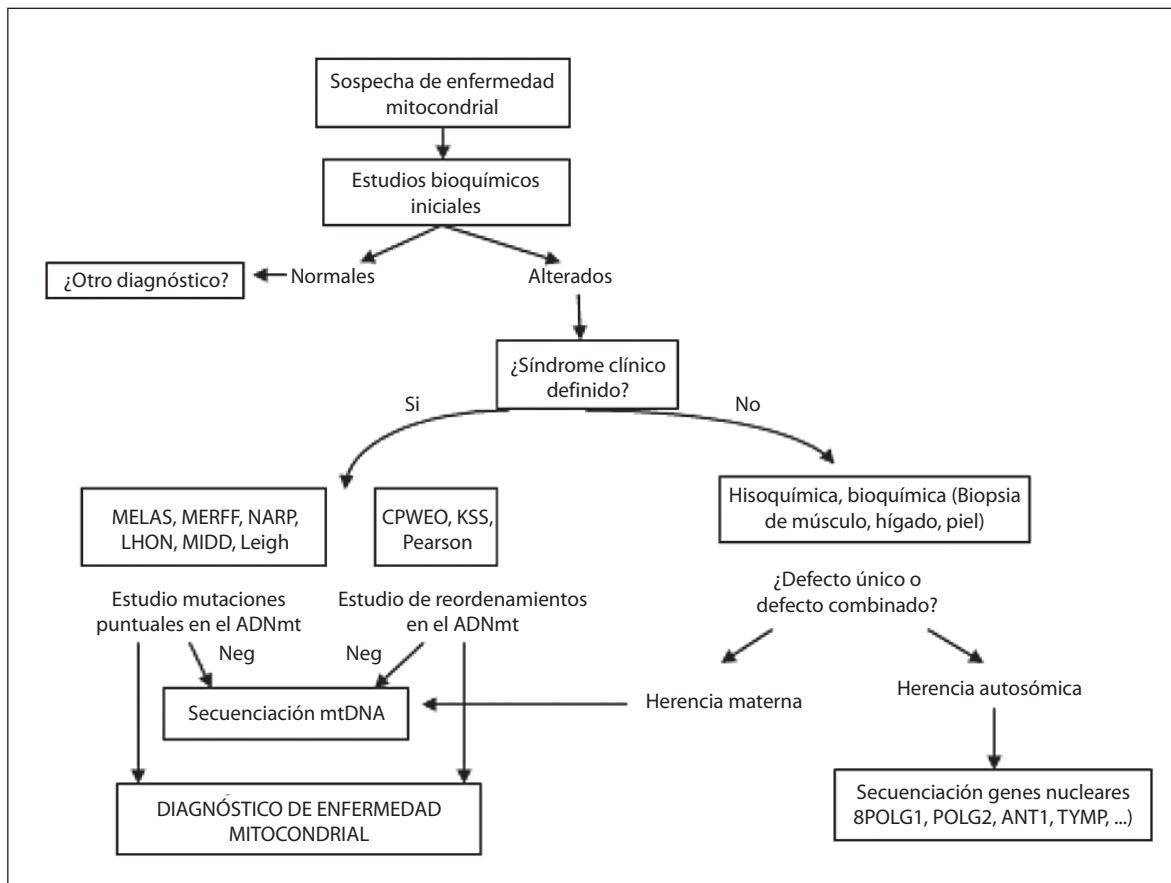 Sospecha de enfermedad
mitocondrial
Estudios bioquímicos
iniciales
¿Otro diagnóstico?
Normales
Alterados
¿Síndrome clínico
definido?
Si
No
MELAS, MERFF, NARP,
LHON, MIDD, Leigh
CPWEO, KSS,
Pearson
Hisoquímica, bioquímica (Biopsia
de músculo, hígado, piel)
Estudio mutaciones
puntuales en el ADNmt
Estudio de reordenamientos
en el ADNmt
¿Defecto único o
defecto combinado?
Neg
Neg
Secuenciación mtDNA
Herencia materna
Herencia autosómica
DIAGNÓSTICO DE ENFERMEDAD
MITOCONDRIAL
Secuenciación genes nucleares
8POLG1, POLG2, ANT1, TYMP, ...)